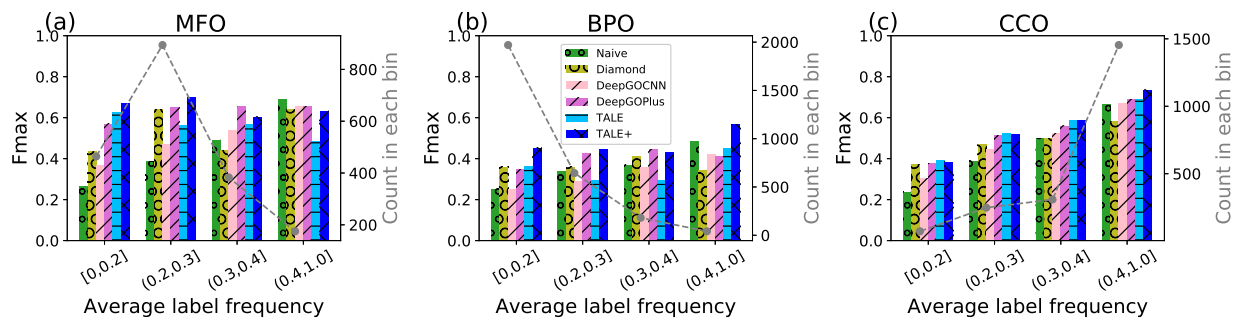 (a) MFO
1.0
0.8
0.6
0.4
0.2
0.0
Fmax
800
600
400
200
Count in each bin
[0,0.2]
(0.2,0.3]
(0.3,0.4]
(0.4,1.0]
Average label frequency
(b) BPO
1.0
0.8
0.6
0.4
0.2
0.0
Fmax
Naive
Diamond
DeepGOCNN
DeepGOPlus
TALE
TALE+
2000
1500
1000
500
0
Count in each bin
[0,0.2]
(0.2,0.3]
(0.3,0.4]
(0.4,1.0]
Average label frequency
(c) CCO
1.0
0.8
0.6
0.4
0.2
0.0
Fmax
1500
1000
500
Count in each bin
[0,0.2]
(0.2,0.3]
(0.3,0.4]
(0.4,1.0]
Average label frequency